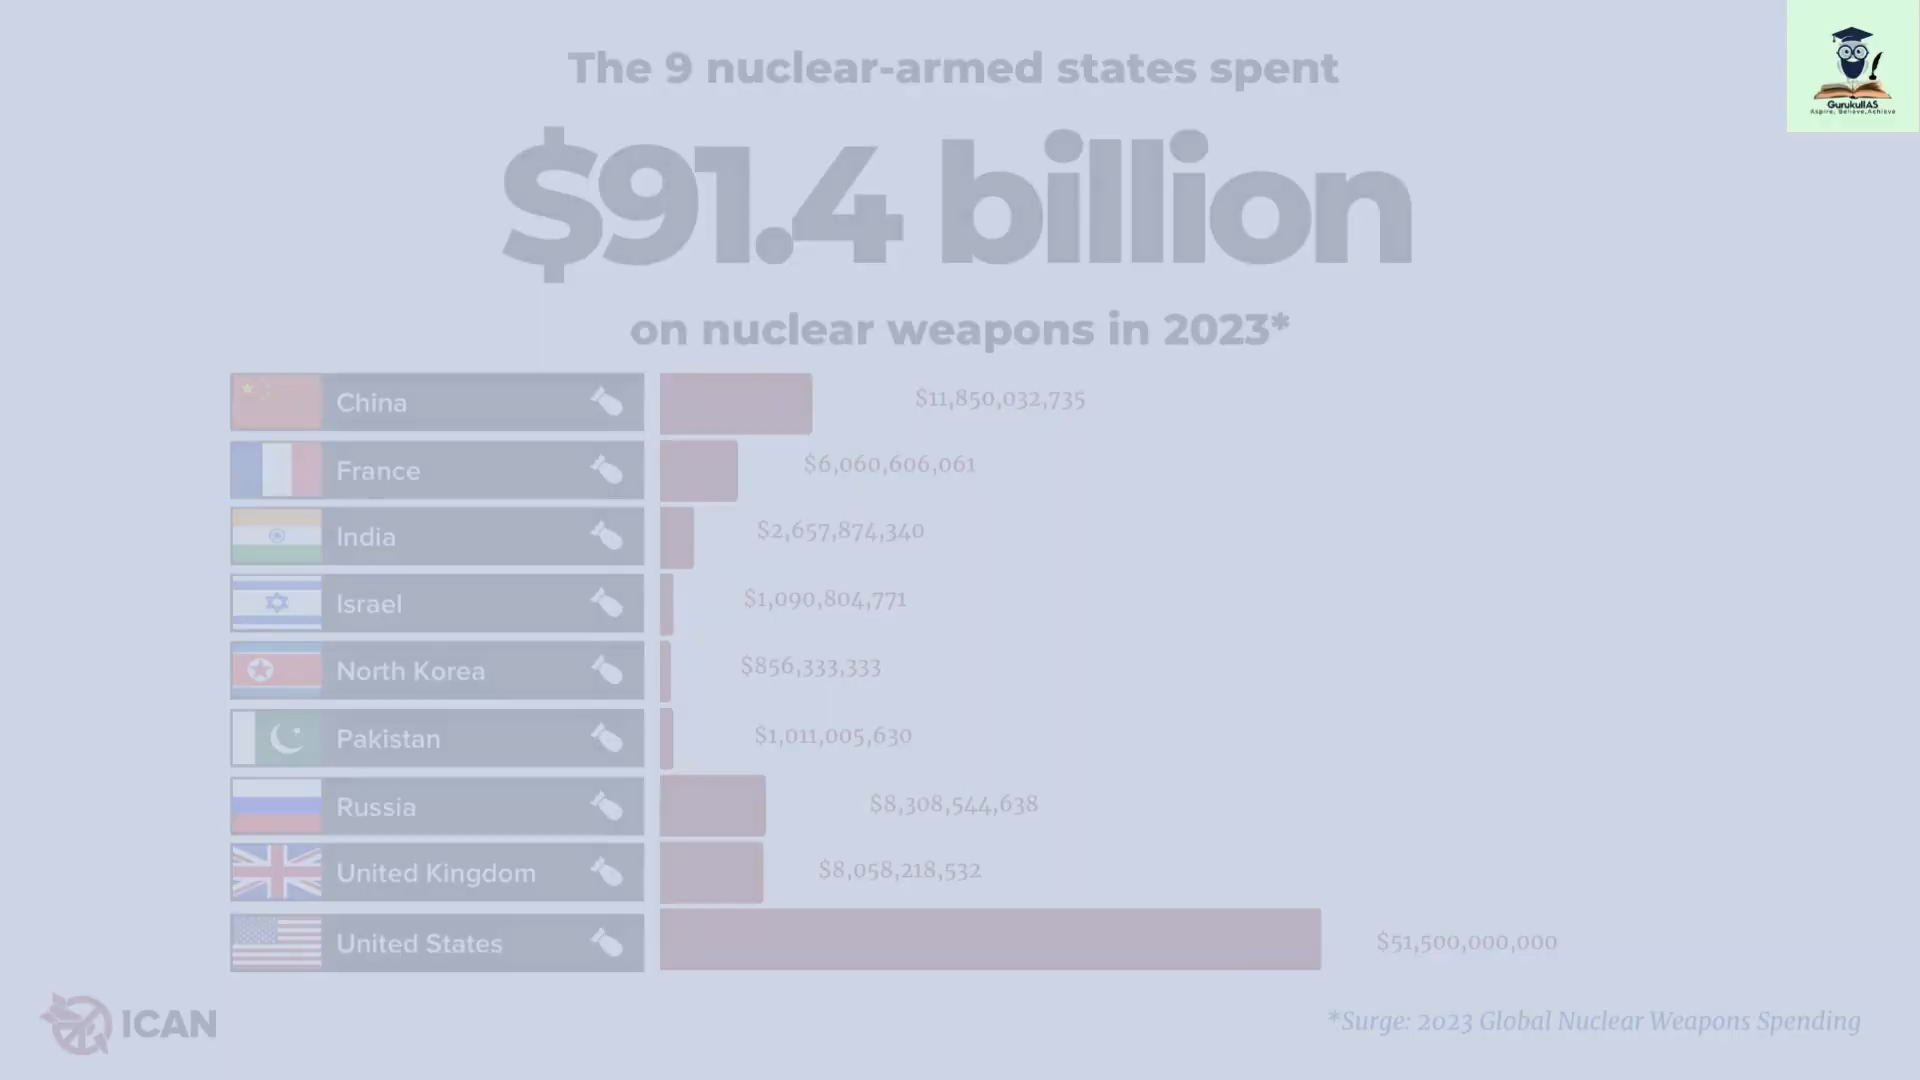 The 9 nuclear-armed states spent
$91.4 billion
on nuclear weapons in 2023*
GurukulIAS
Aspire, Believe, Achieve
China $11,850,032,735
France $6,060,606,061
India $2,657,874,340
Israel $1,090,804,771
North Korea $856,333,333
Pakistan $1,011,005,630
Russia $8,308,544,638
United Kingdom $8,058,218,532
United States $51,500,000,000
ICAN
*Surge: 2023 Global Nuclear Weapons Spending